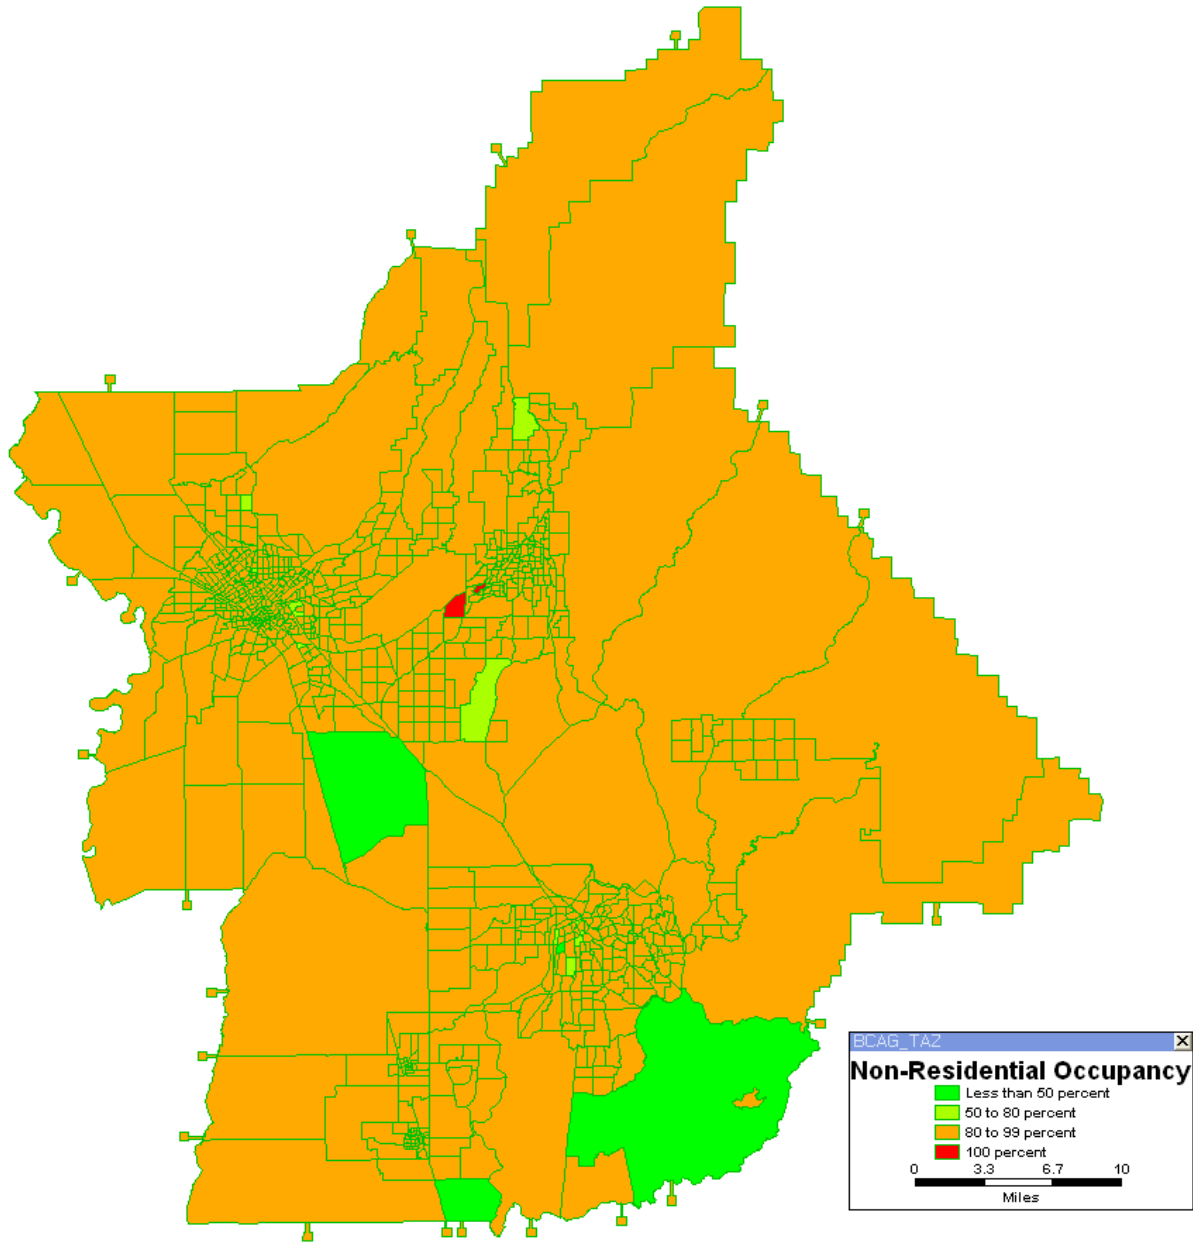 BCAG_TAZ
Non-Residential Occupancy
Less than 50 percent
50 to 80 percent
80 to 99 percent
100 percent
0 3.3 6.7 10
Miles